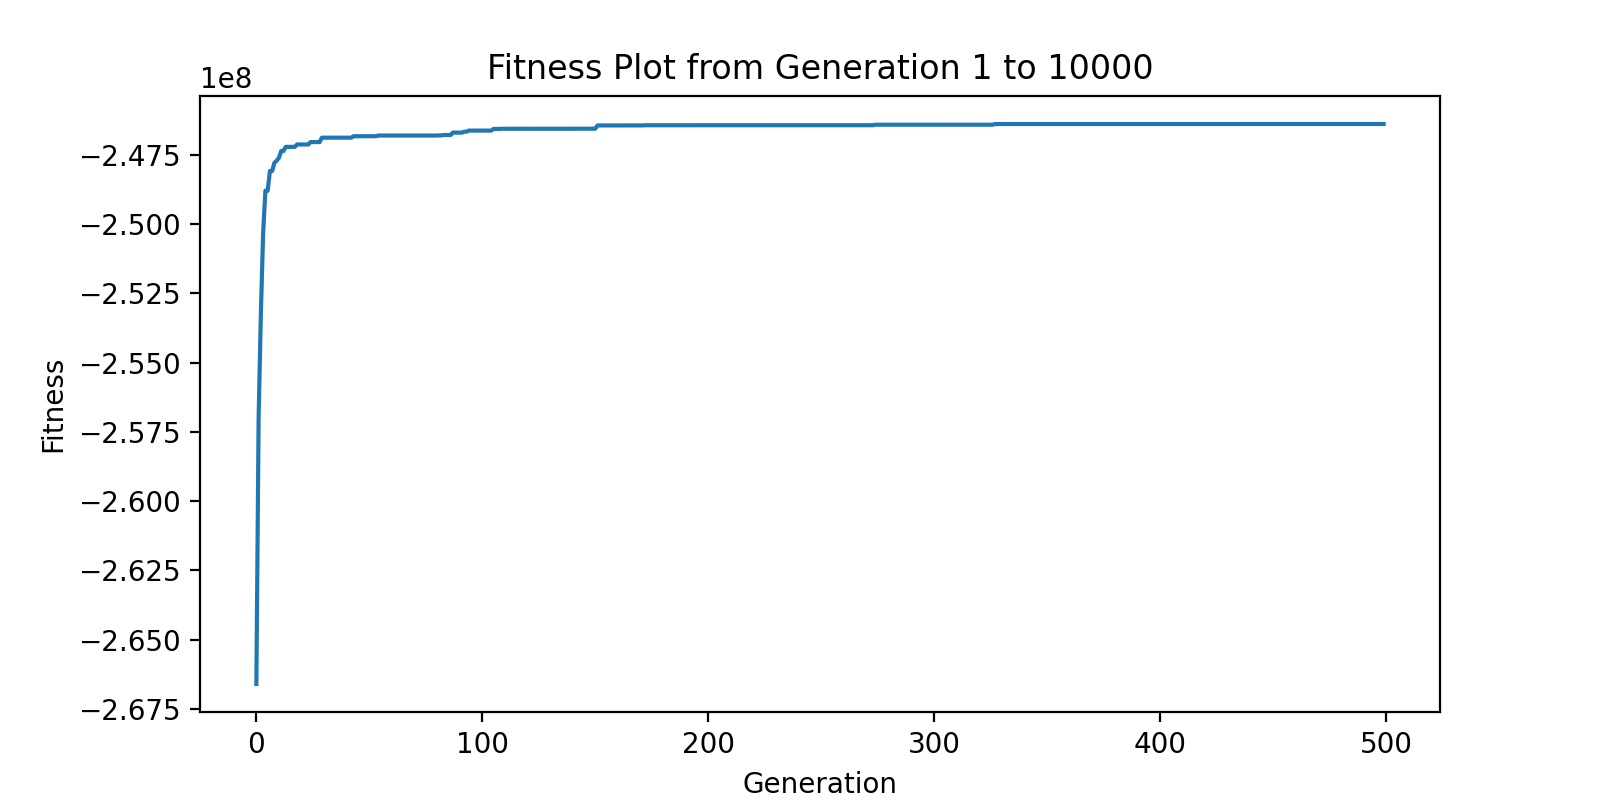 Fitness Plot from Generation 1 to 10000
1e8
−2.475
−2.500
−2.525
−2.550
−2.575
−2.600
−2.625
−2.650
−2.675
Fitness
0 100 200 300 400 500
Generation